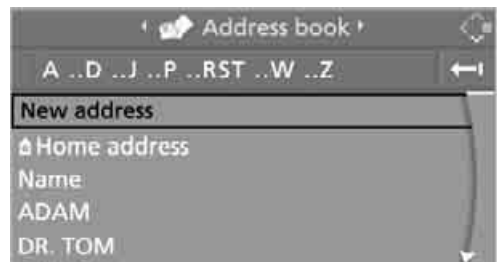 Address book
A ..D ..J ..P ..RST ..W ..Z
New address
Home address
Name
ADAM
DR. TOM